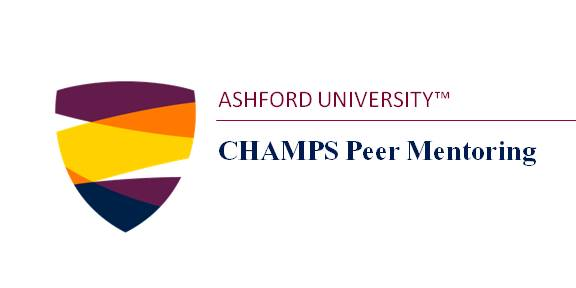 ASHFORD UNIVERSITY™
CHAMPS Peer Mentoring